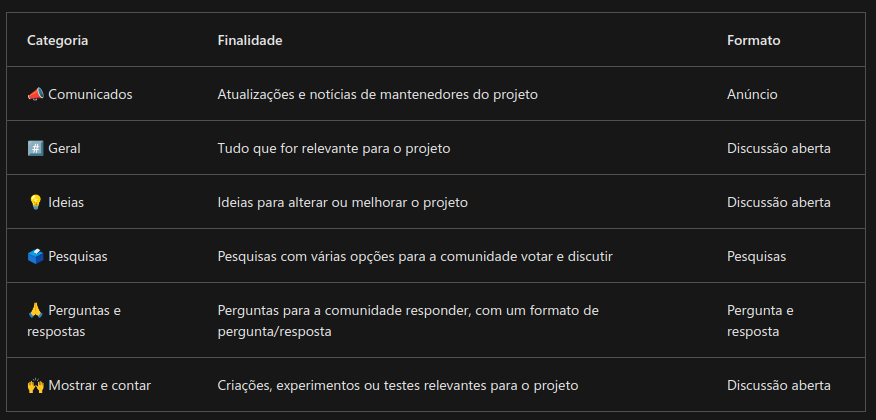 Categoria Finalidade Formato
📣 Comunicados Atualizações e notícias de mantenedores do projeto Anúncio
#️⃣ Geral Tudo que for relevante para o projeto Discussão aberta
💡 Ideias Ideias para alterar ou melhorar o projeto Discussão aberta
🗳️ Pesquisas Pesquisas com várias opções para a comunidade votar e discutir Pesquisas
🙏 Perguntas e
respostas
Perguntas para a comunidade responder, com um formato de
pergunta/resposta
Pergunta e
resposta
🙌 Mostrar e contar Criações, experimentos ou testes relevantes para o projeto Discussão aberta